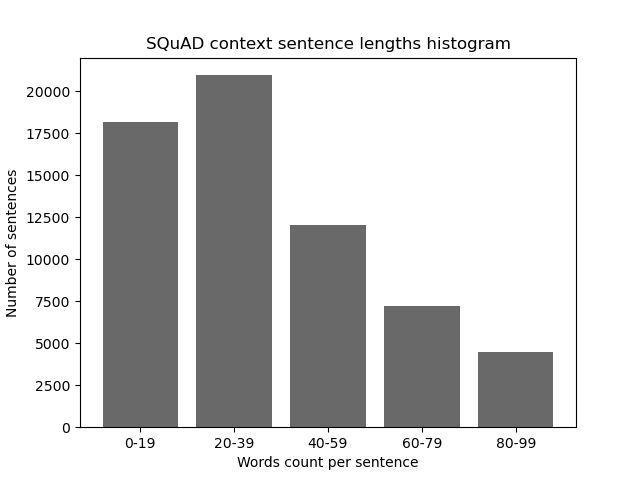 SQuAD context sentence lengths histogram
Number of sentences
20000
17500
15000
12500
10000
7500
5000
2500
0
0-19 20-39 40-59 60-79 80-99
Words count per sentence